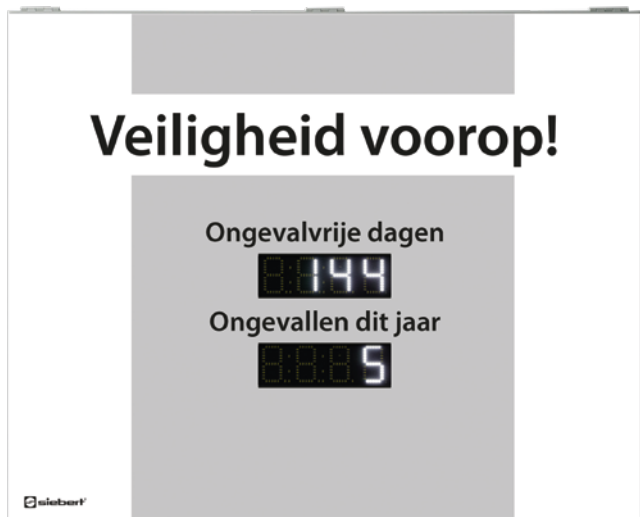 Veiligheid voorop!
Ongevalvrije dagen
144
Ongevallen dit jaar
5
siebert